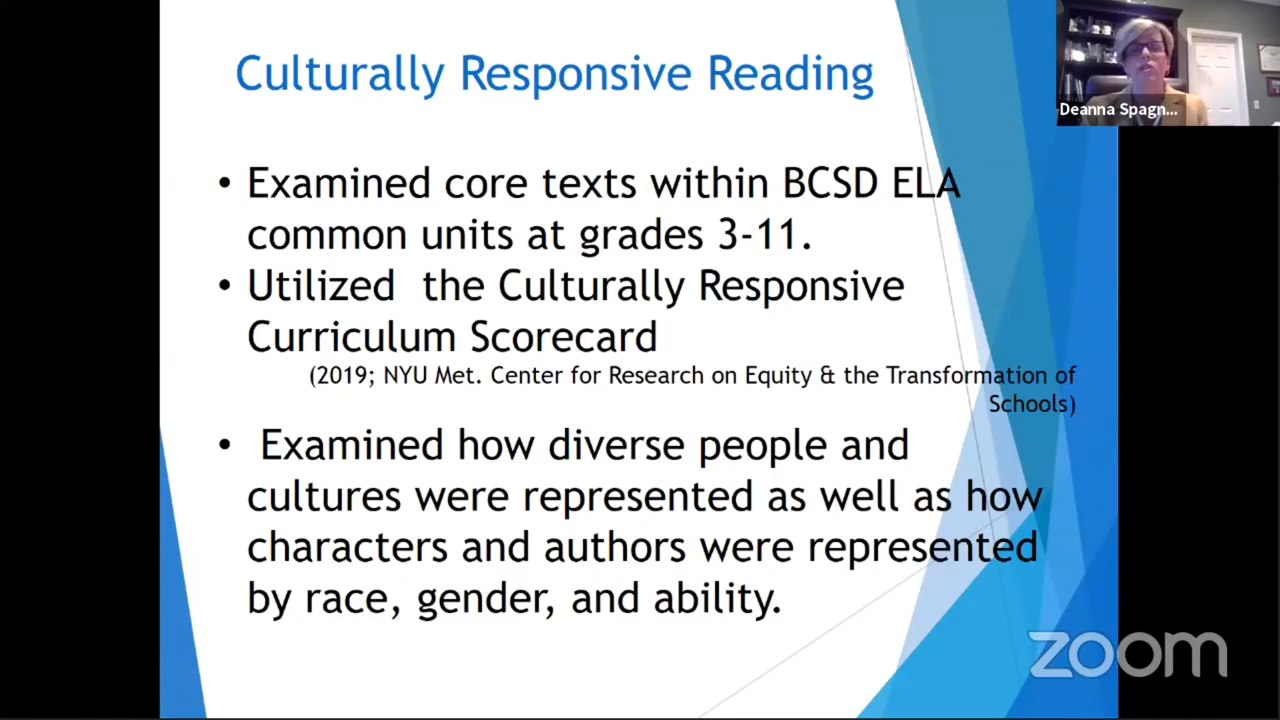 Culturally Responsive Reading
Deanna Spagn...
• Examined core texts within BCSD ELA
common units at grades 3-11.
• Utilized  the Culturally Responsive
Curriculum Scorecard
(2019; NYU Met. Center for Research on Equity & the Transformation of
Schools)
•  Examined how diverse people and
cultures were represented as well as how
characters and authors were represented
by race, gender, and ability.
zoom